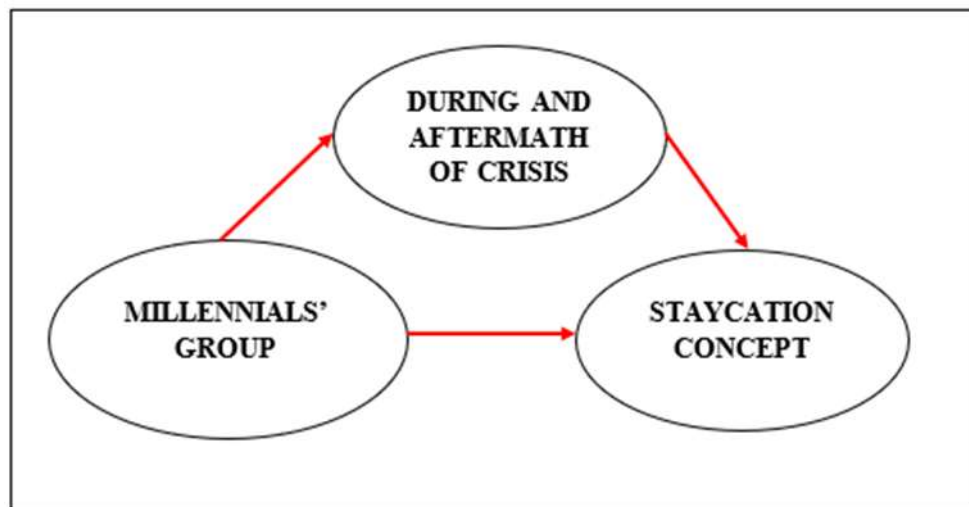 DURING AND
AFTERMATH
OF CRISIS
MILLENNIALS’
GROUP
STAYCATION
CONCEPT